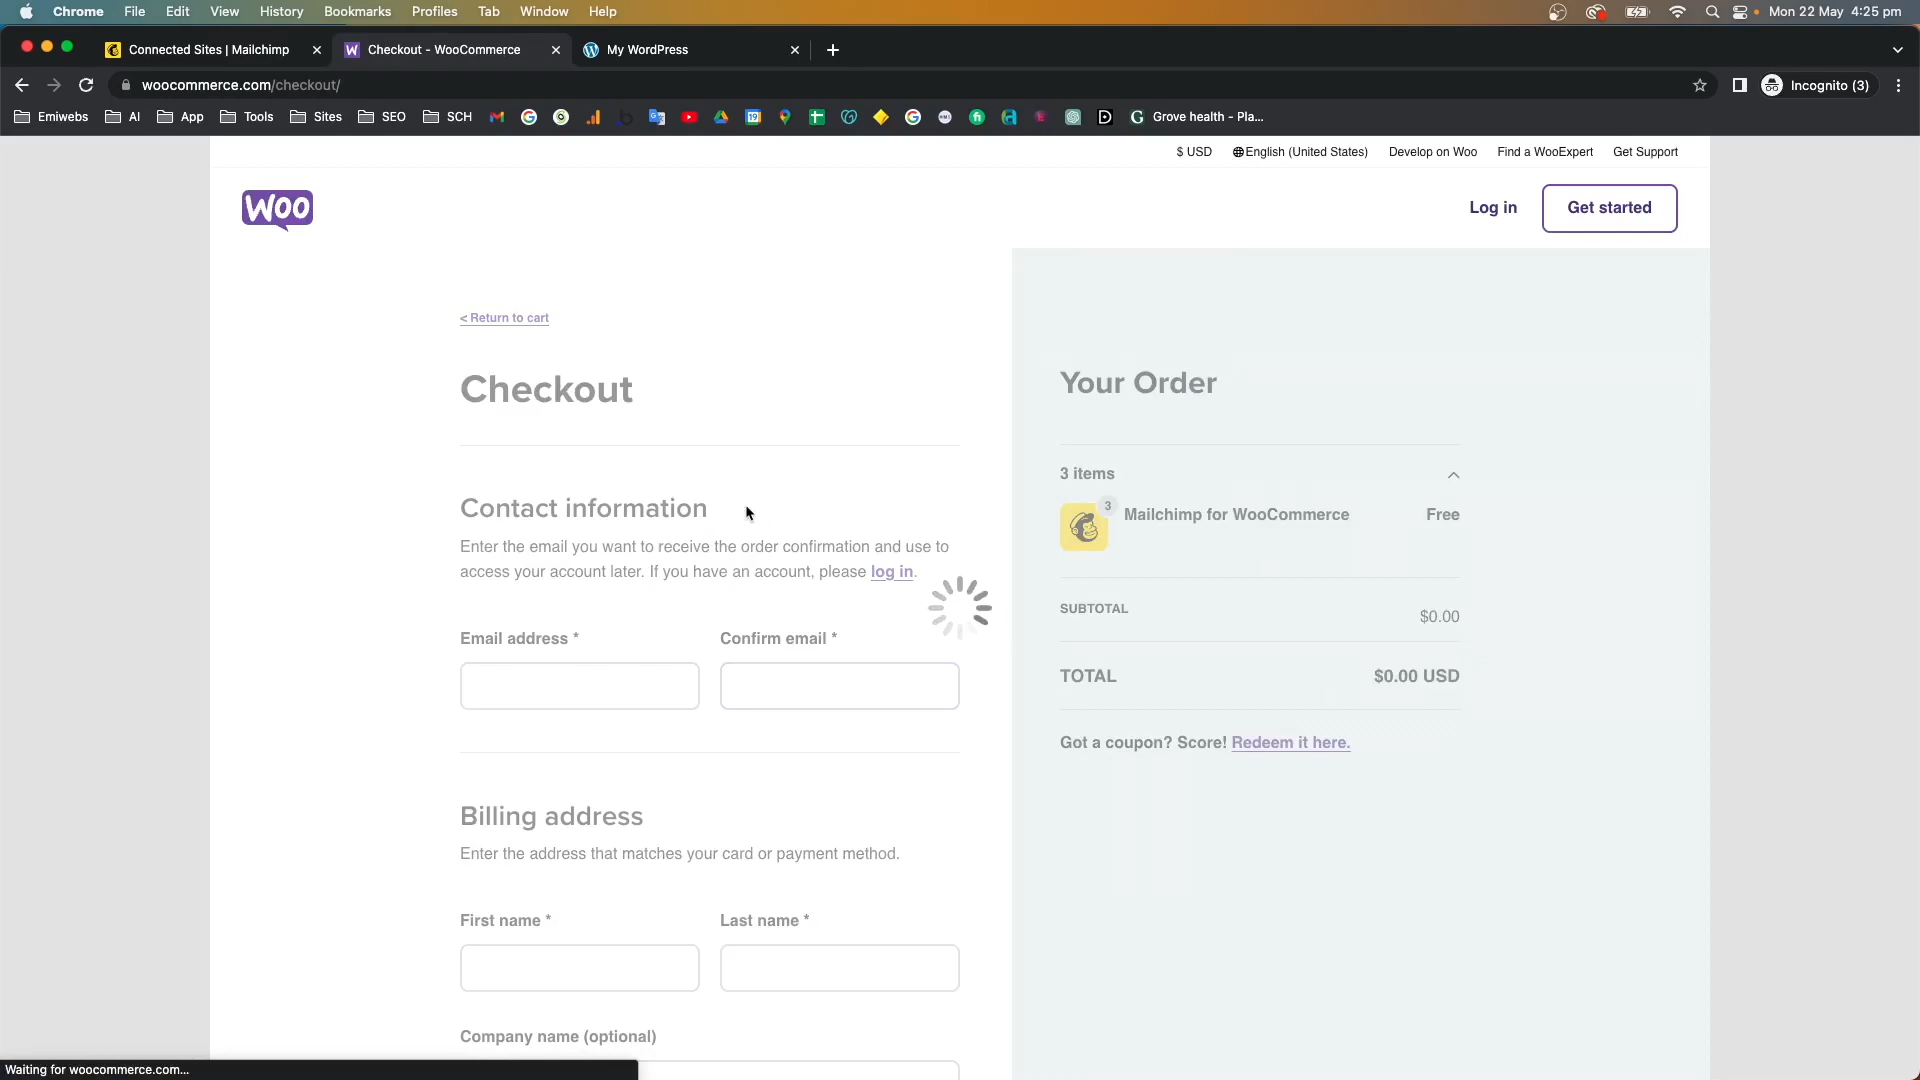 Chrome File Edit View History Bookmarks Profiles Tab Window Help Mon 22 May 4:25 pm
Connected Sites | Mailchimp Checkout - WooCommerce My WordPress
woocommerce.com/checkout/ Incognito (3)
Emiwebs AI App Tools Sites SEO SCH Grove health - Pla...
$ USD English (United States) Develop on Woo Find a WooExpert Get Support
WOO Log in Get started
< Return to cart
Checkout
Contact information
Enter the email you want to receive the order confirmation and use to
access your account later. If you have an account, please log in.
Email address * Confirm email *
Billing address
Enter the address that matches your card or payment method.
First name * Last name *
Company name (optional)
Your Order
3 items
3 Mailchimp for WooCommerce Free
SUBTOTAL $0.00
TOTAL $0.00 USD
Got a coupon? Score! Redeem it here.
Waiting for woocommerce.com...